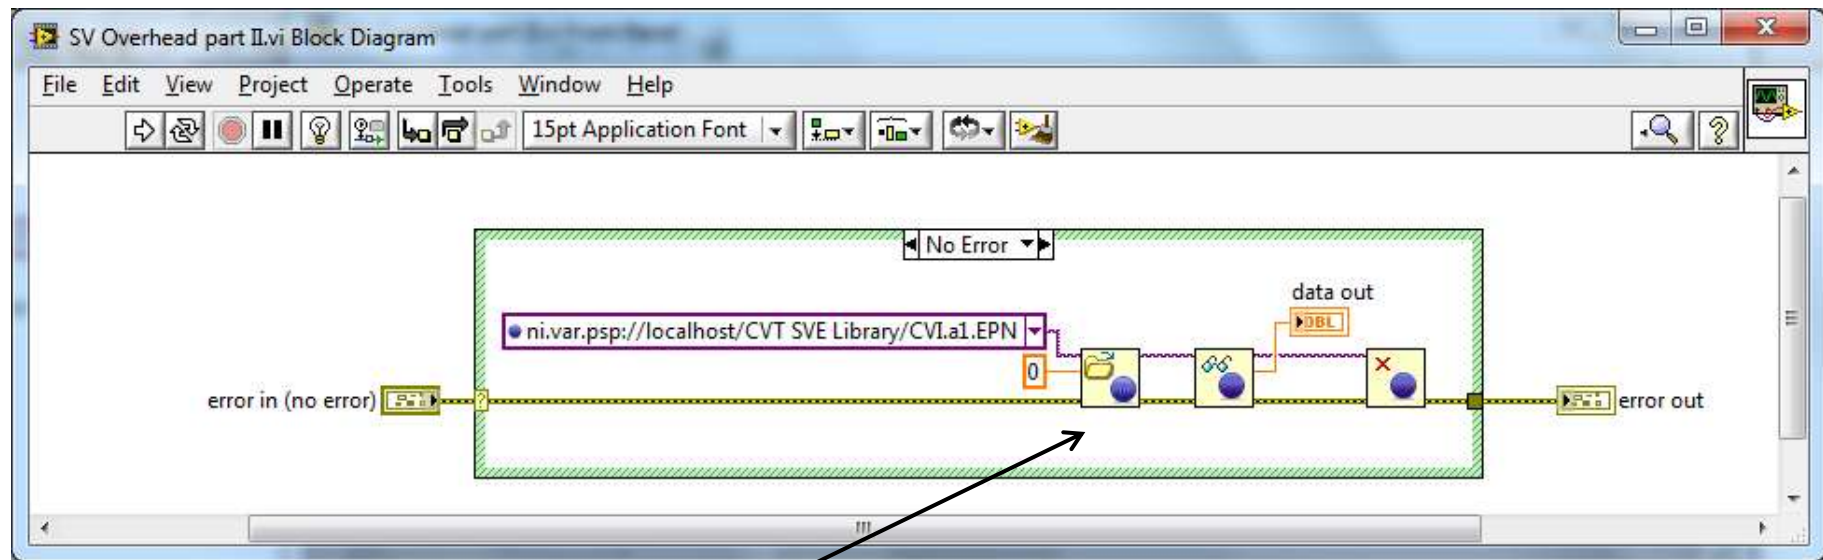 SV Overhead part II.vi Block Diagram
File Edit View Project Operate Tools Window Help
15pt Application Font
No Error
data out
ni.var.psp://localhost/CVT SVE Library/CVI.a1.EPN
DBL
0
error in (no error)
?
error out